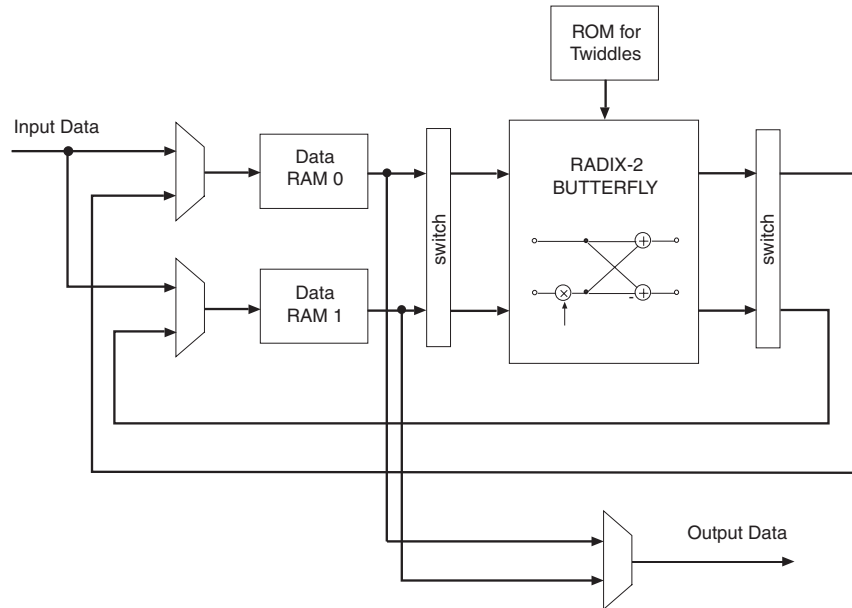 ROM for
Twiddles
Input Data
Data
RAM 0
switch
RADIX-2
BUTTERFLY
switch
Data
RAM 1
-
Output Data